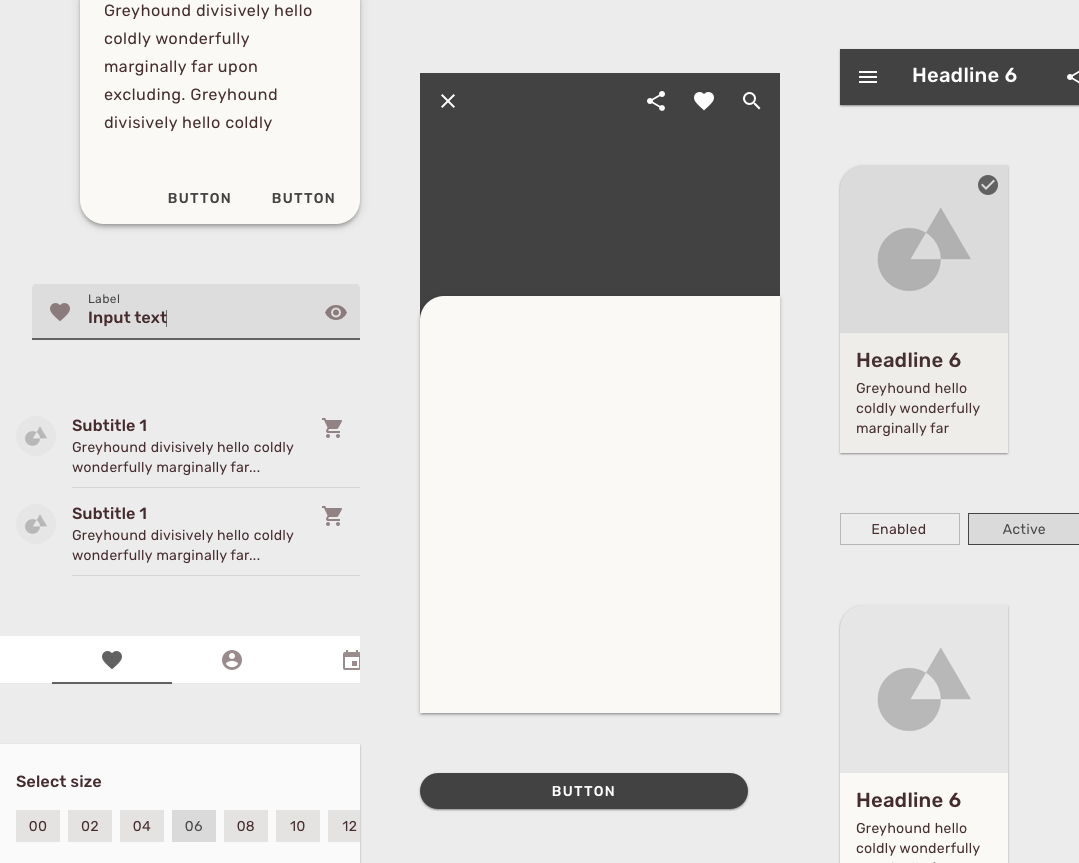 Greyhound divisively hello
coldly wonderfully
marginally far upon
excluding. Greyhound
divisively hello coldly
BUTTON
BUTTON
Label
Input text
Subtitle 1
Greyhound divisively hello coldly
wonderfully marginally far...
Subtitle 1
Greyhound divisively hello coldly
wonderfully marginally far...
Select size
00
02
04
06
08
10
12
BUTTON
Headline 6
Headline 6
Greyhound hello
coldly wonderfully
marginally far
Enabled
Active
Headline 6
Greyhound hello
coldly wonderfully